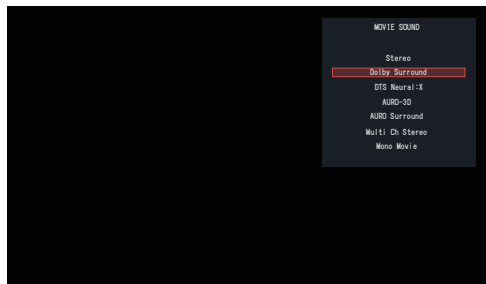 MOVIE SOUND
Stereo
Dolby Surround
DTS Neural:X
AURO-3D
AURO Surround
Multi Ch Stereo
Mono Movie